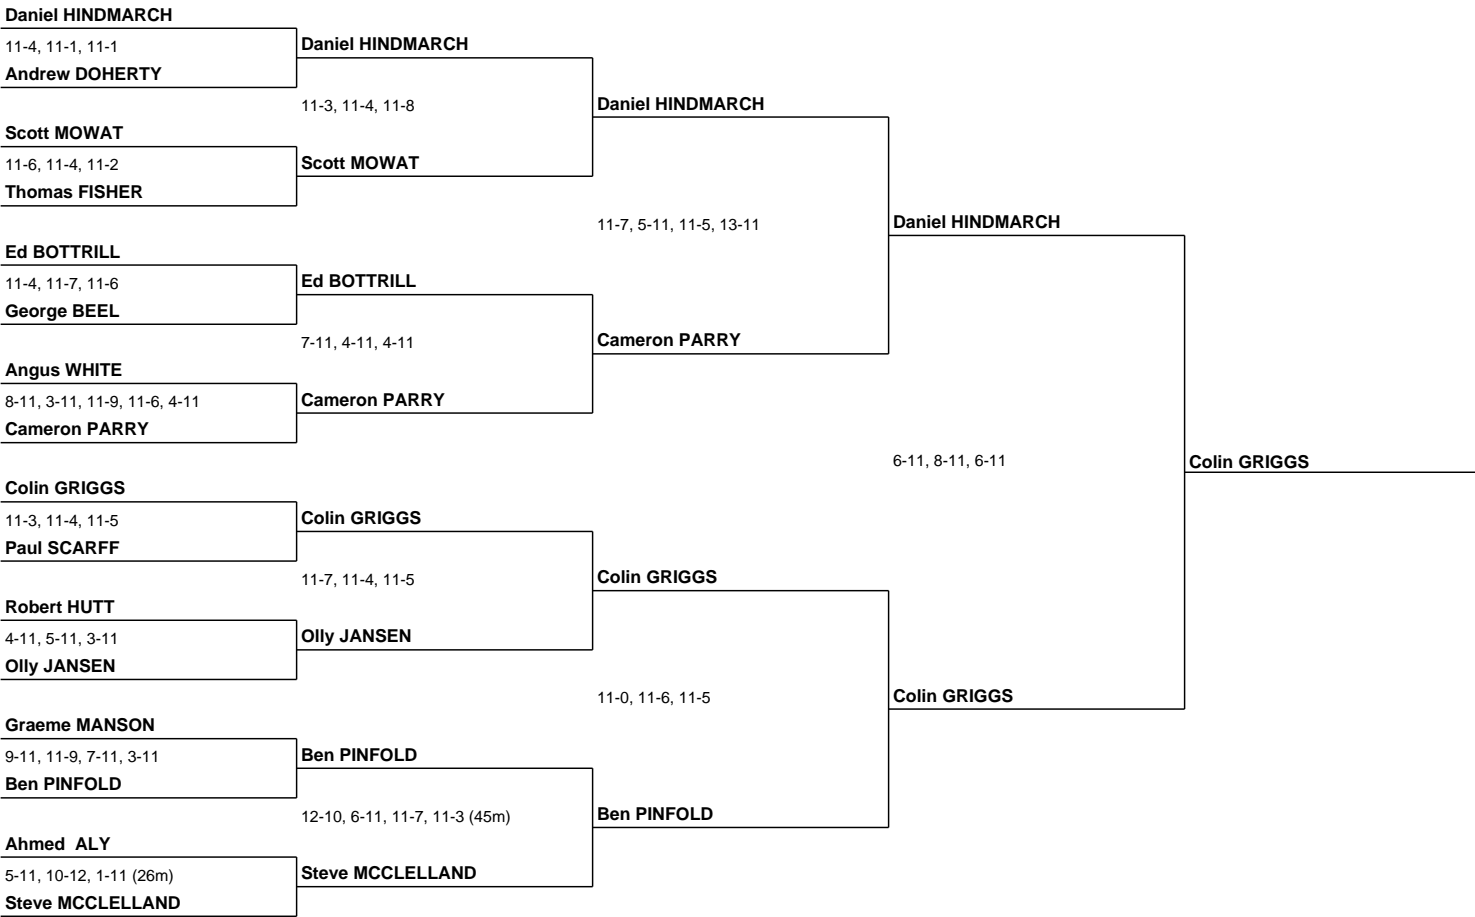 Daniel HINDMARCH
11-4, 11-1, 11-1
Andrew DOHERTY
Scott MOWAT
11-6, 11-4, 11-2
Thomas FISHER
Ed BOTTRILL
11-4, 11-7, 11-6
George BEEL
Angus WHITE
8-11, 3-11, 11-9, 11-6, 4-11
Cameron PARRY
Colin GRIGGS
11-3, 11-4, 11-5
Paul SCARFF
Robert HUTT
4-11, 5-11, 3-11
Olly JANSEN
Graeme MANSON
9-11, 11-9, 7-11, 3-11
Ben PINFOLD
Ahmed  ALY
5-11, 10-12, 1-11 (26m)
Steve MCCLELLAND
Daniel HINDMARCH
11-3, 11-4, 11-8
Scott MOWAT
Ed BOTTRILL
7-11, 4-11, 4-11
Cameron PARRY
Colin GRIGGS
11-7, 11-4, 11-5
Olly JANSEN
Ben PINFOLD
12-10, 6-11, 11-7, 11-3 (45m)
Steve MCCLELLAND
Daniel HINDMARCH
11-7, 5-11, 11-5, 13-11
Cameron PARRY
Colin GRIGGS
11-0, 11-6, 11-5
Ben PINFOLD
Daniel HINDMARCH
6-11, 8-11, 6-11
Colin GRIGGS
Colin GRIGGS